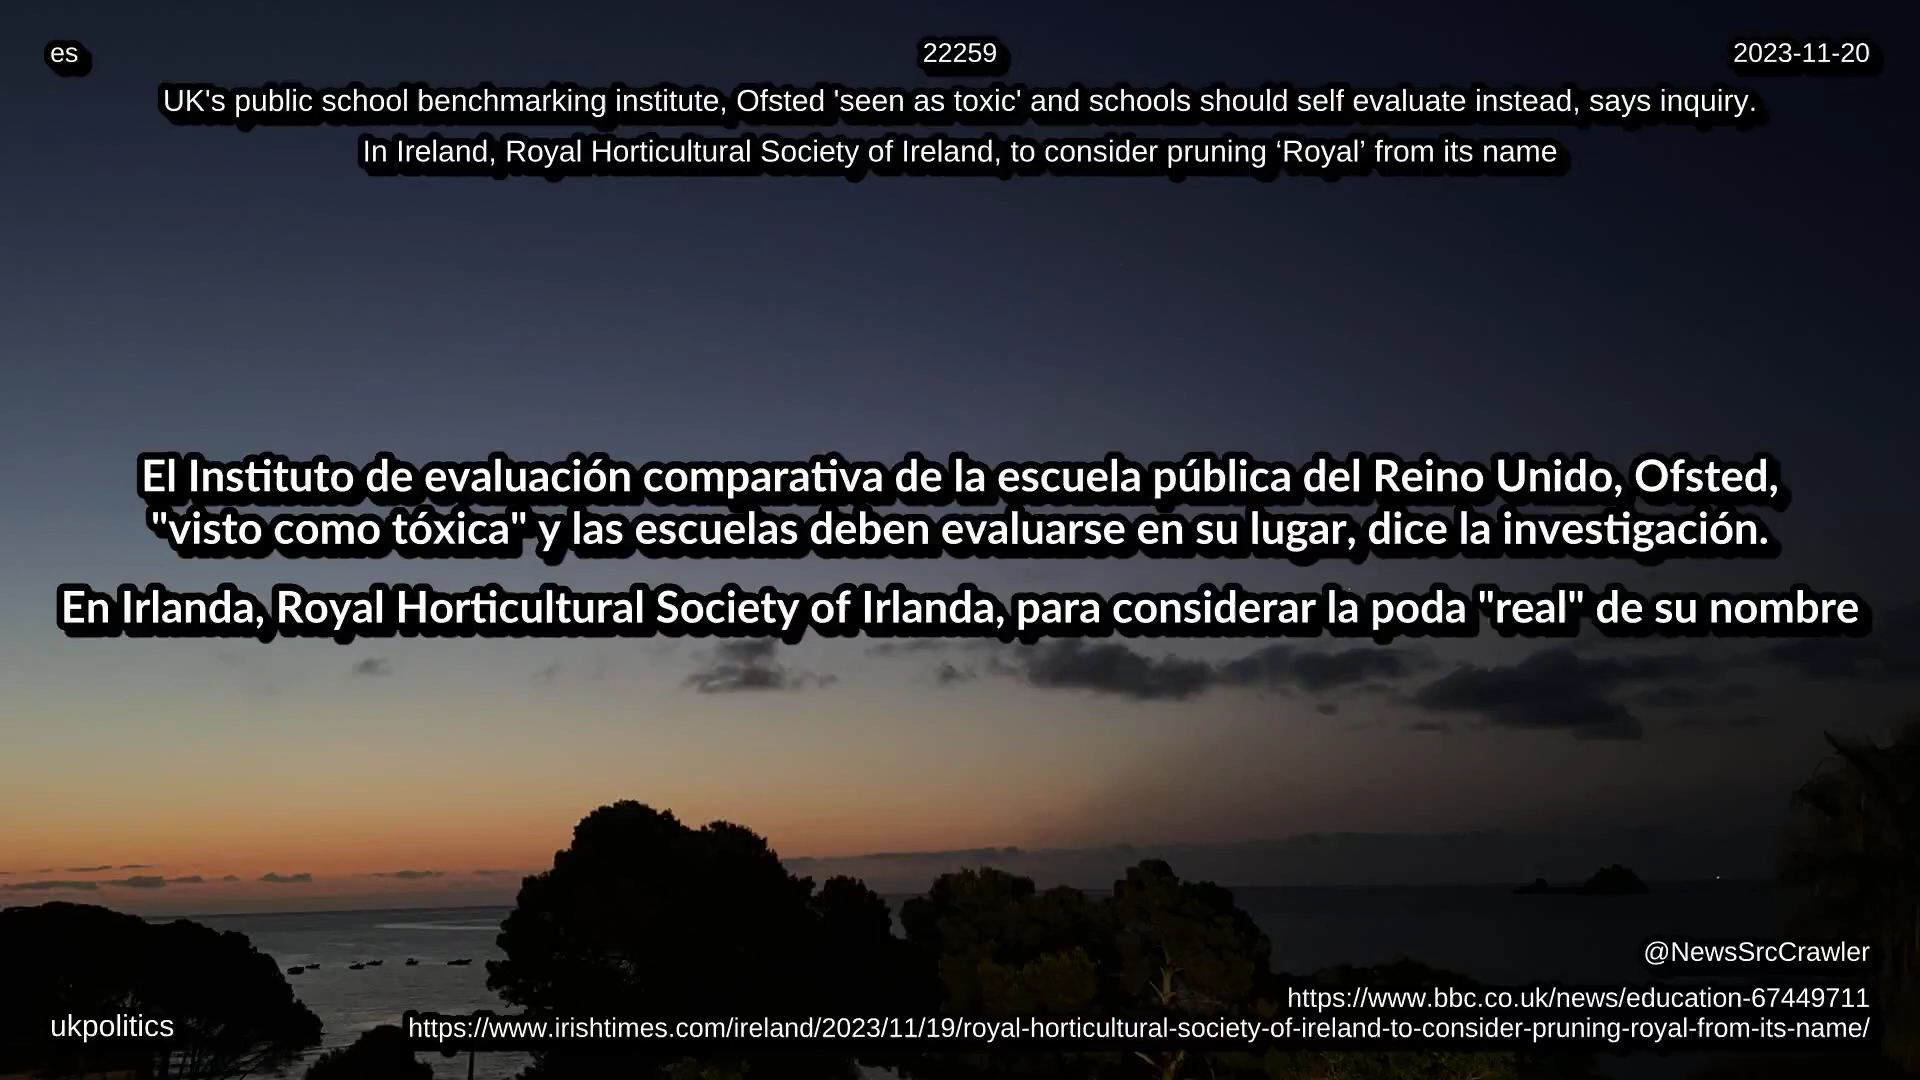 es
22259
2023-11-20
UK's public school benchmarking institute, Ofsted 'seen as toxic' and schools should self evaluate instead, says inquiry.
In Ireland, Royal Horticultural Society of Ireland, to consider pruning ‘Royal’ from its name
El Instituto de evaluación comparativa de la escuela pública del Reino Unido, Ofsted,
"visto como tóxica" y las escuelas deben evaluarse en su lugar, dice la investigación.
En Irlanda, Royal Horticultural Society of Irlanda, para considerar la poda "real" de su nombre
@NewsSrcCrawler
https://www.bbc.co.uk/news/education-67449711
ukpolitics
https://www.irishtimes.com/ireland/2023/11/19/royal-horticultural-society-of-ireland-to-consider-pruning-royal-from-its-name/